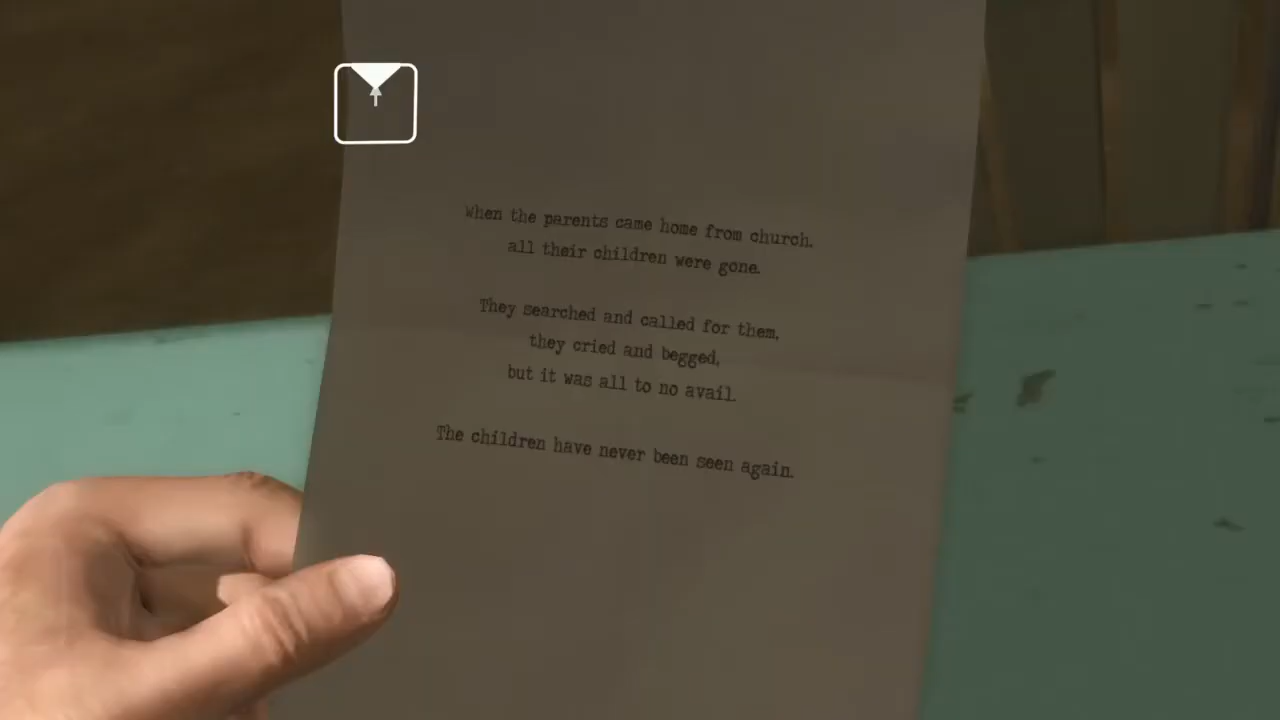 When the parents came home from church.
all their children were gone.
They searched and called for them,
they cried and begged,
but it was all to no avail.
The children have never been seen again.